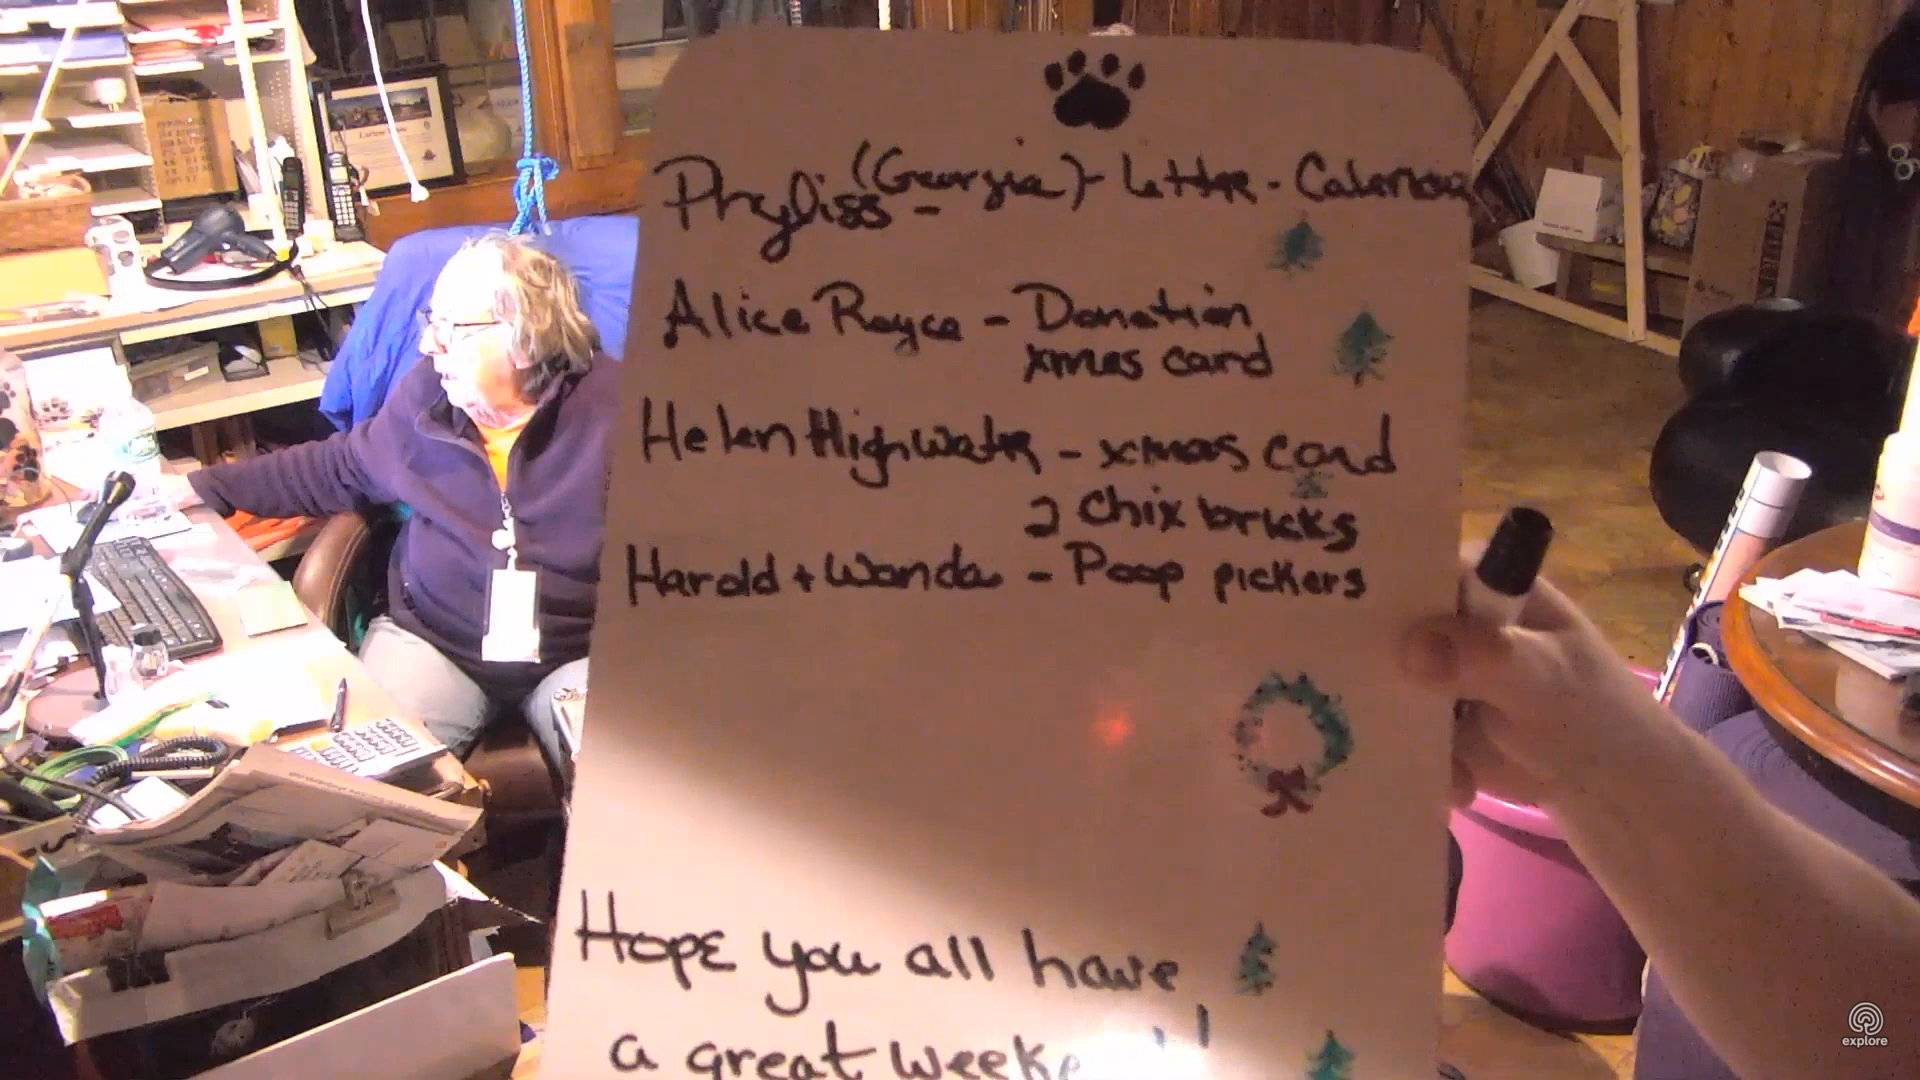 Phyliss - (Georgia) - Letter - Calendar
Alice Royce - Donation
xmas card
Helen Highwater - xmas card
2 Chix bricks
Harold + Wanda - Poop pickers
Hope you all have
a great
explore